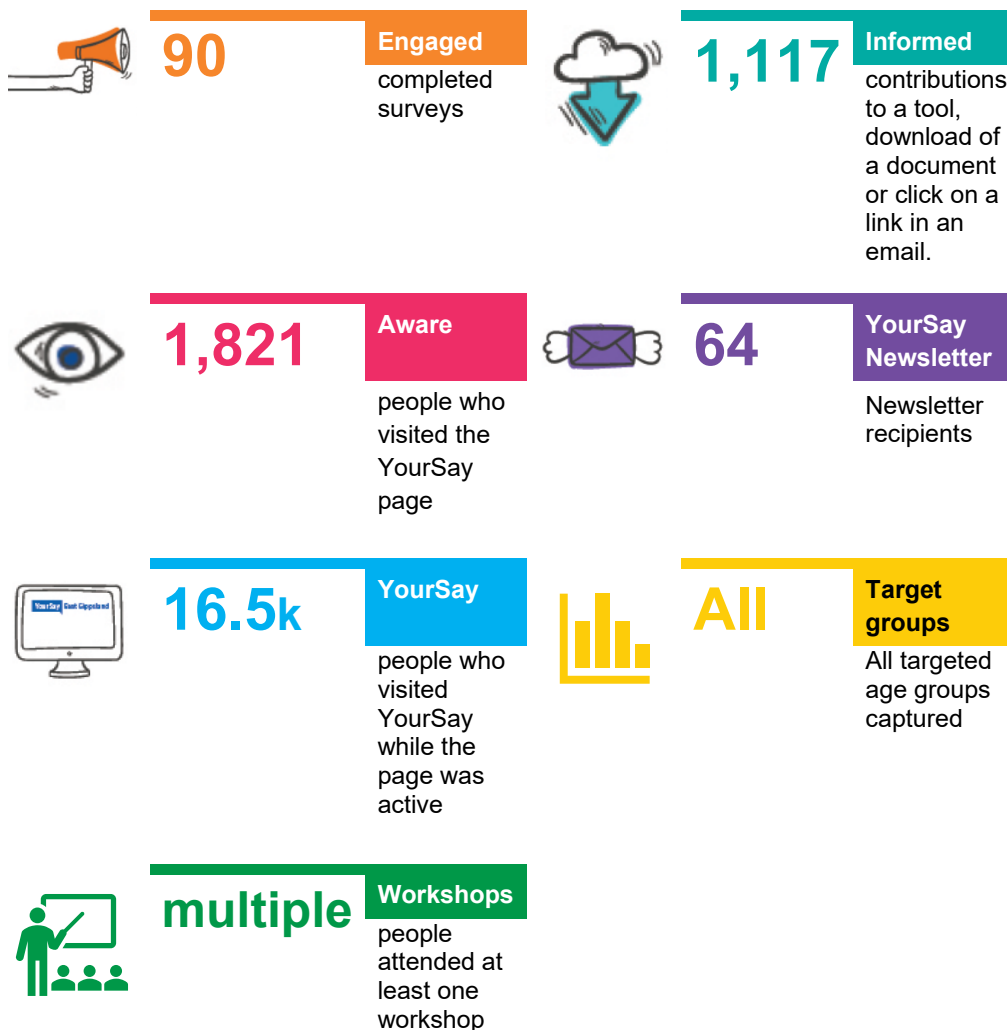 90
Engaged
completed
surveys
1,117
Informed
contributions
to a tool,
download of
a document
or click on a
link in an
email.
1,821
Aware
people who
visited the
YourSay
page
64
YourSay
Newsletter
Newsletter
recipients
YourSay East Gippsland
16.5k
YourSay
people who
visited
YourSay
while the
page was
active
All
Target
groups
All targeted
age groups
captured
multiple
Workshops
people
attended at
least one
workshop